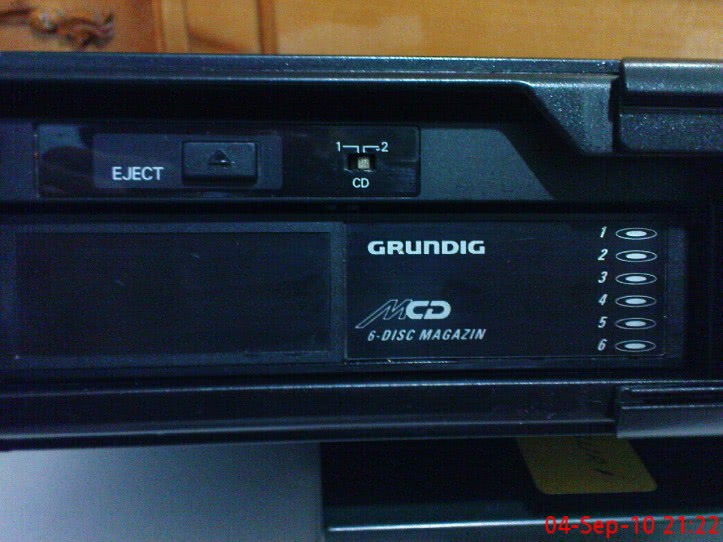 EJECT
1 2
CD
GRUNDIG
MCD
6-DISC MAGAZIN
1
2
3
4
5
6
04-Sep-10 21:22